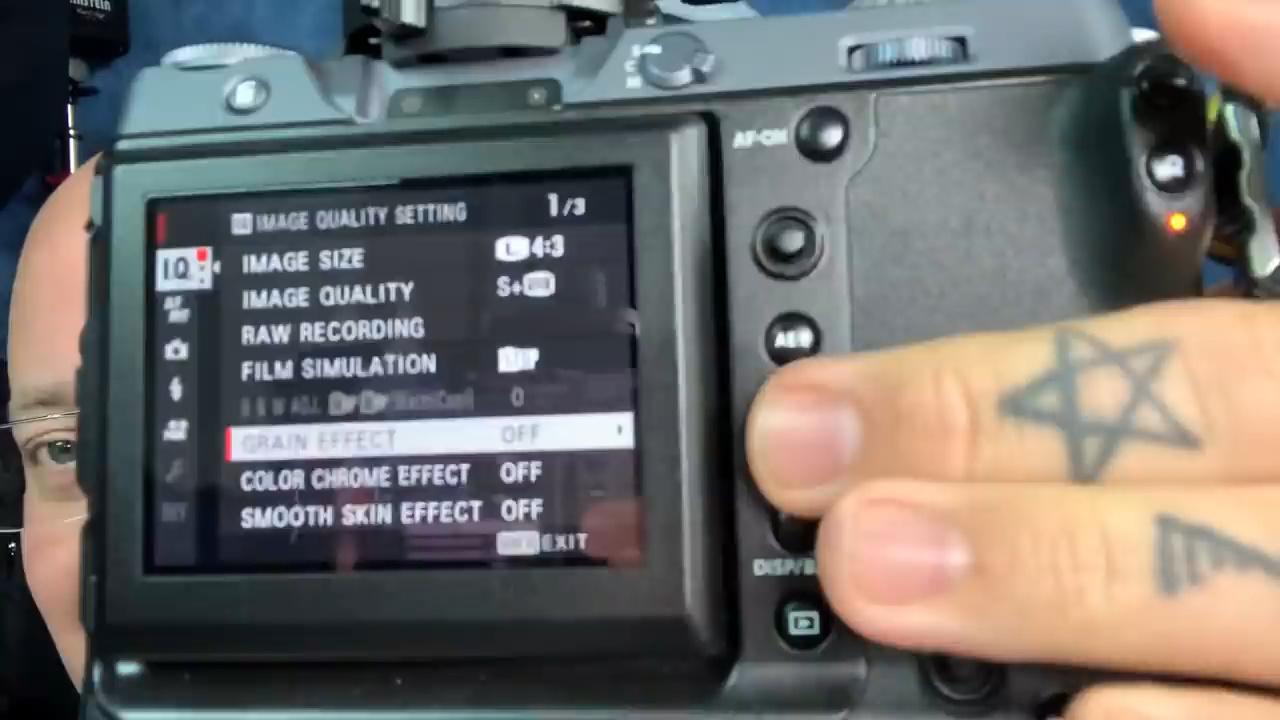 AF-ON
IMAGE QUALITY SETTING 1/3
I.Q.
IMAGE SIZE L 4:3
IMAGE QUALITY S+
RAW RECORDING
FILM SIMULATION
0
GRAIN EFFECT OFF
COLOR CHROME EFFECT OFF
SMOOTH SKIN EFFECT OFF
EXIT
DISP/B
Q